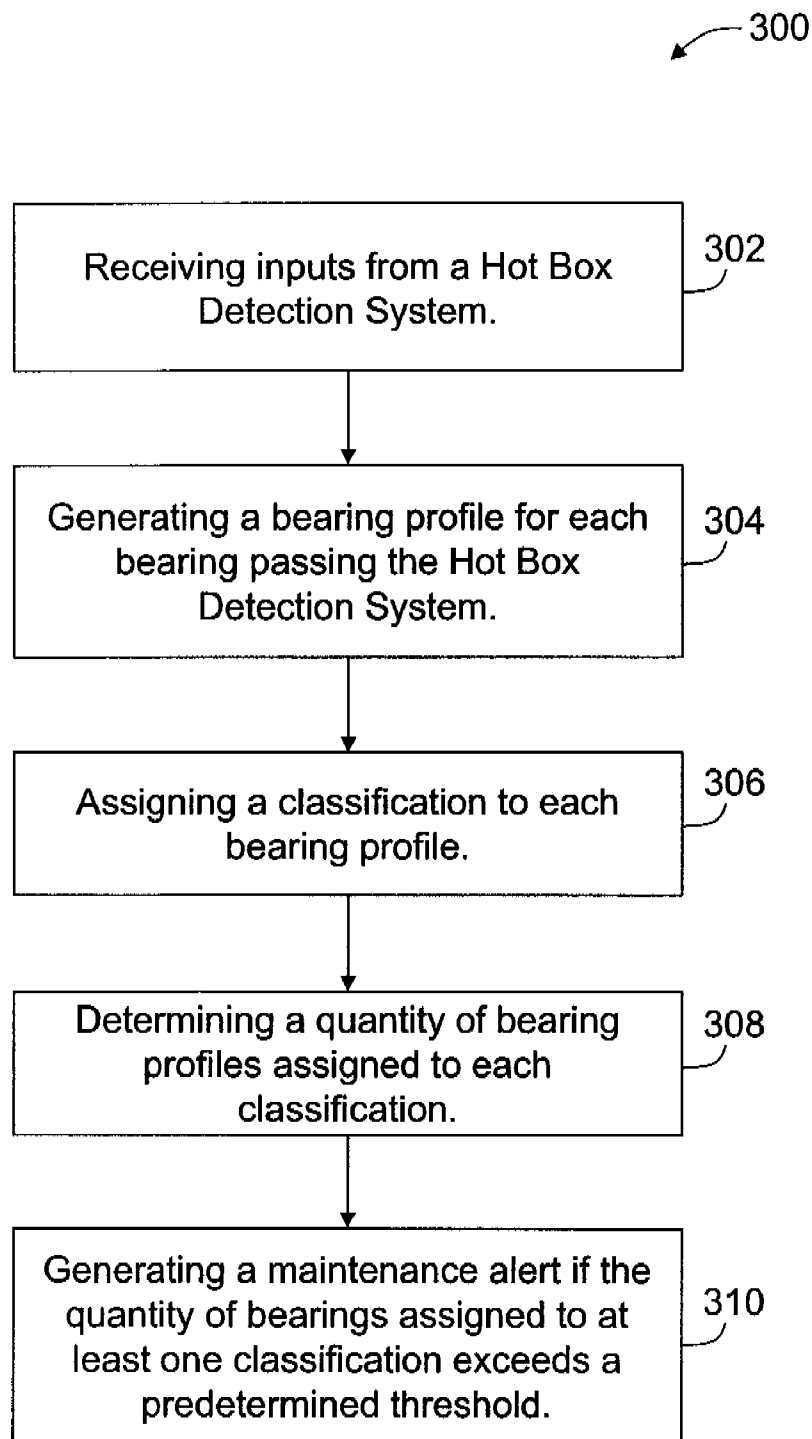 300
Receiving inputs from a Hot Box
Detection System.
302
Generating a bearing profile for each
bearing passing the Hot Box
Detection System.
304
Assigning a classification to each
bearing profile.
306
Determining a quantity of bearing
profiles assigned to each
classification.
308
Generating a maintenance alert if the
quantity of bearings assigned to at
least one classification exceeds a
predetermined threshold.
310